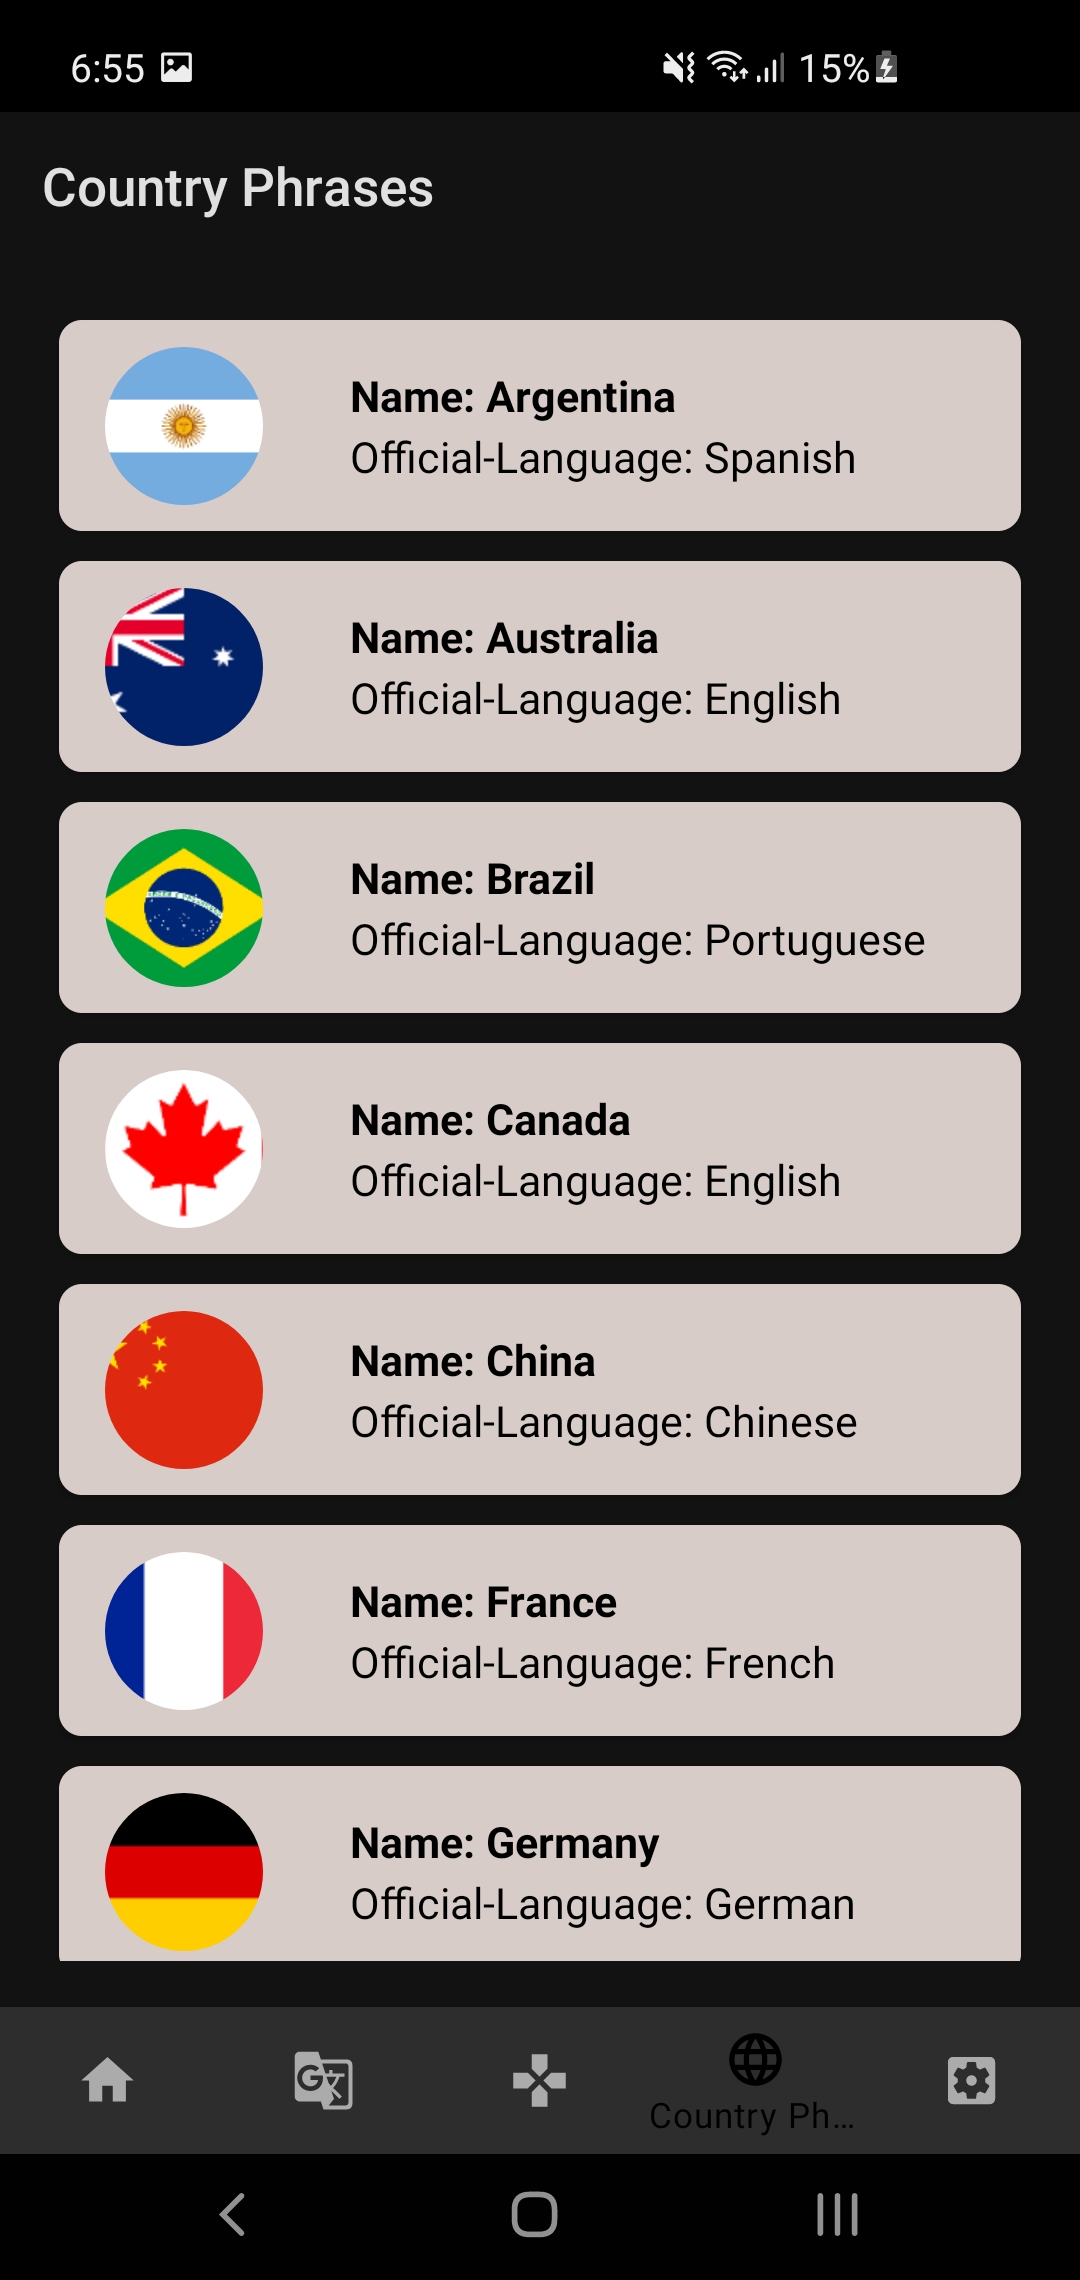 6:55 15%
Country Phrases
Name: Argentina
Official-Language: Spanish
Name: Australia
Official-Language: English
Name: Brazil
Official-Language: Portuguese
Name: Canada
Official-Language: English
Name: China
Official-Language: Chinese
Name: France
Official-Language: French
Name: Germany
Official-Language: German
Country Ph...